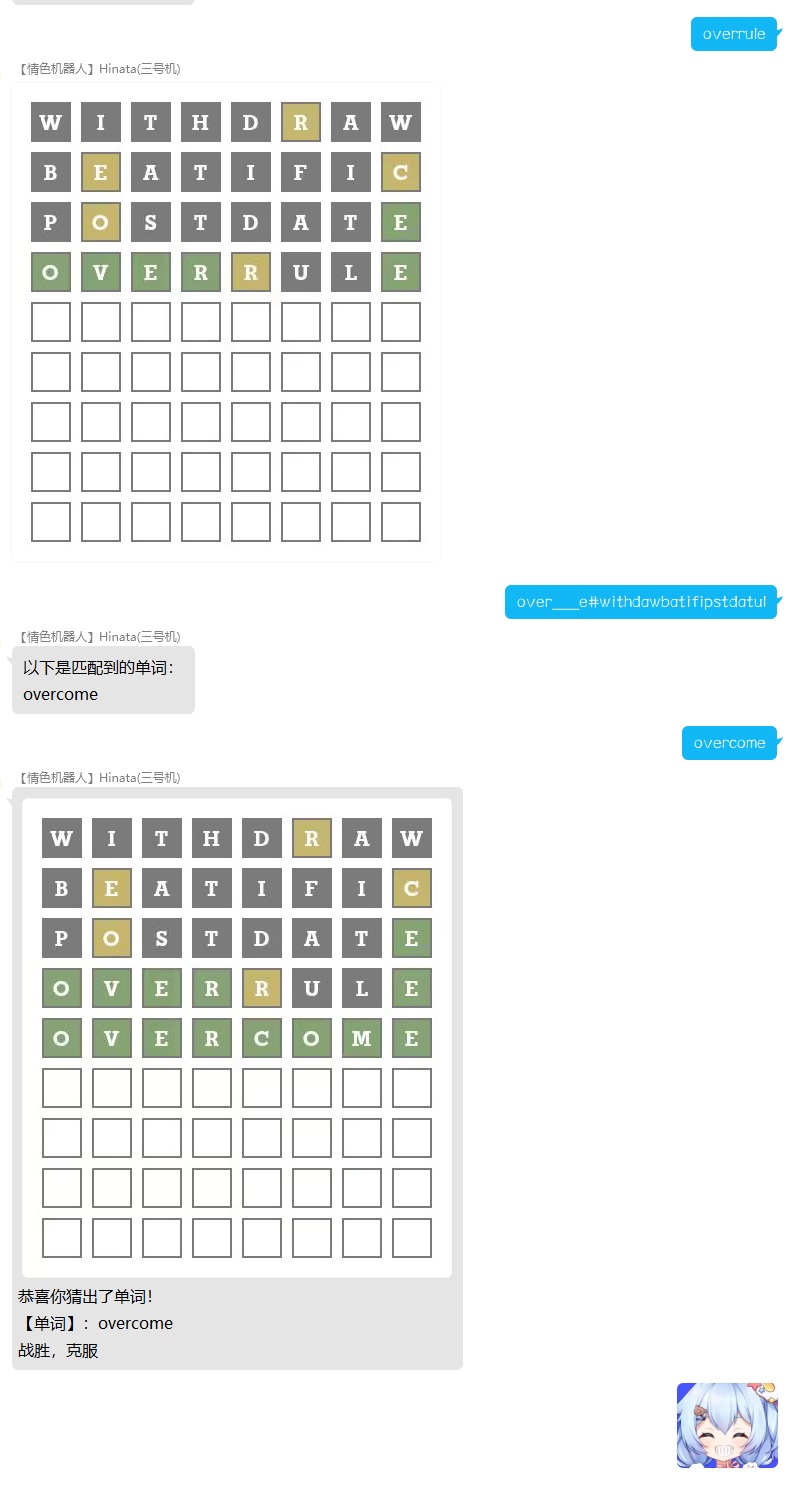 overrule
【情色机器人】Hinata(三号机)
W I T H D R A W
B E A T I F I C
P O S T D A T E
O V E R R U L E
over___e#withdawbatifipstdatul
【情色机器人】Hinata(三号机)
以下是匹配到的单词:
overcome
overcome
【情色机器人】Hinata(三号机)
W I T H D R A W
B E A T I F I C
P O S T D A T E
O V E R R U L E
O V E R C O M E
恭喜你猜出了单词!
【单词】: overcome
战胜，克服